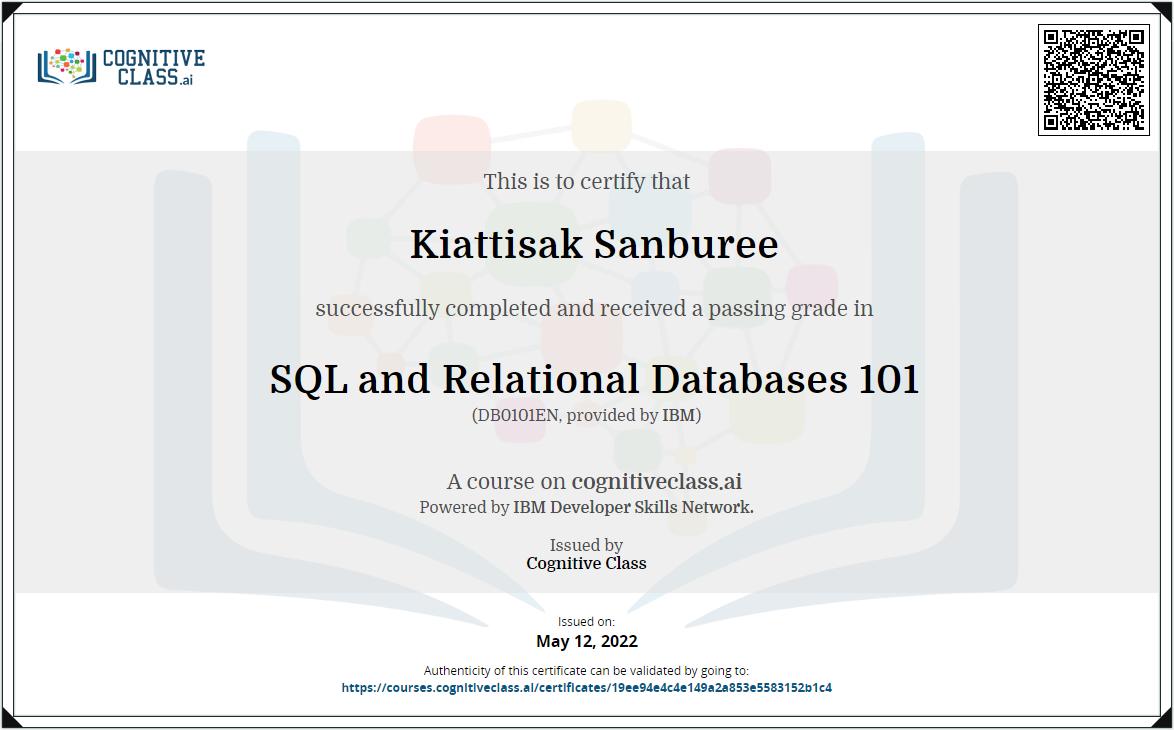 COGNITIVE
CLASS.ai
This is to certify that
Kiattisak Sanburee
successfully completed and received a passing grade in
SQL and Relational Databases 101
(DB0101EN, provided by IBM)
A course on cognitiveclass.ai
Powered by IBM Developer Skills Network.
Issued by
Cognitive Class
Issued on:
May 12, 2022
Authenticity of this certificate can be validated by going to:
https://courses.cognitiveclass.ai/certificates/19ee94e4c4e149a2a853e5583152b1c4